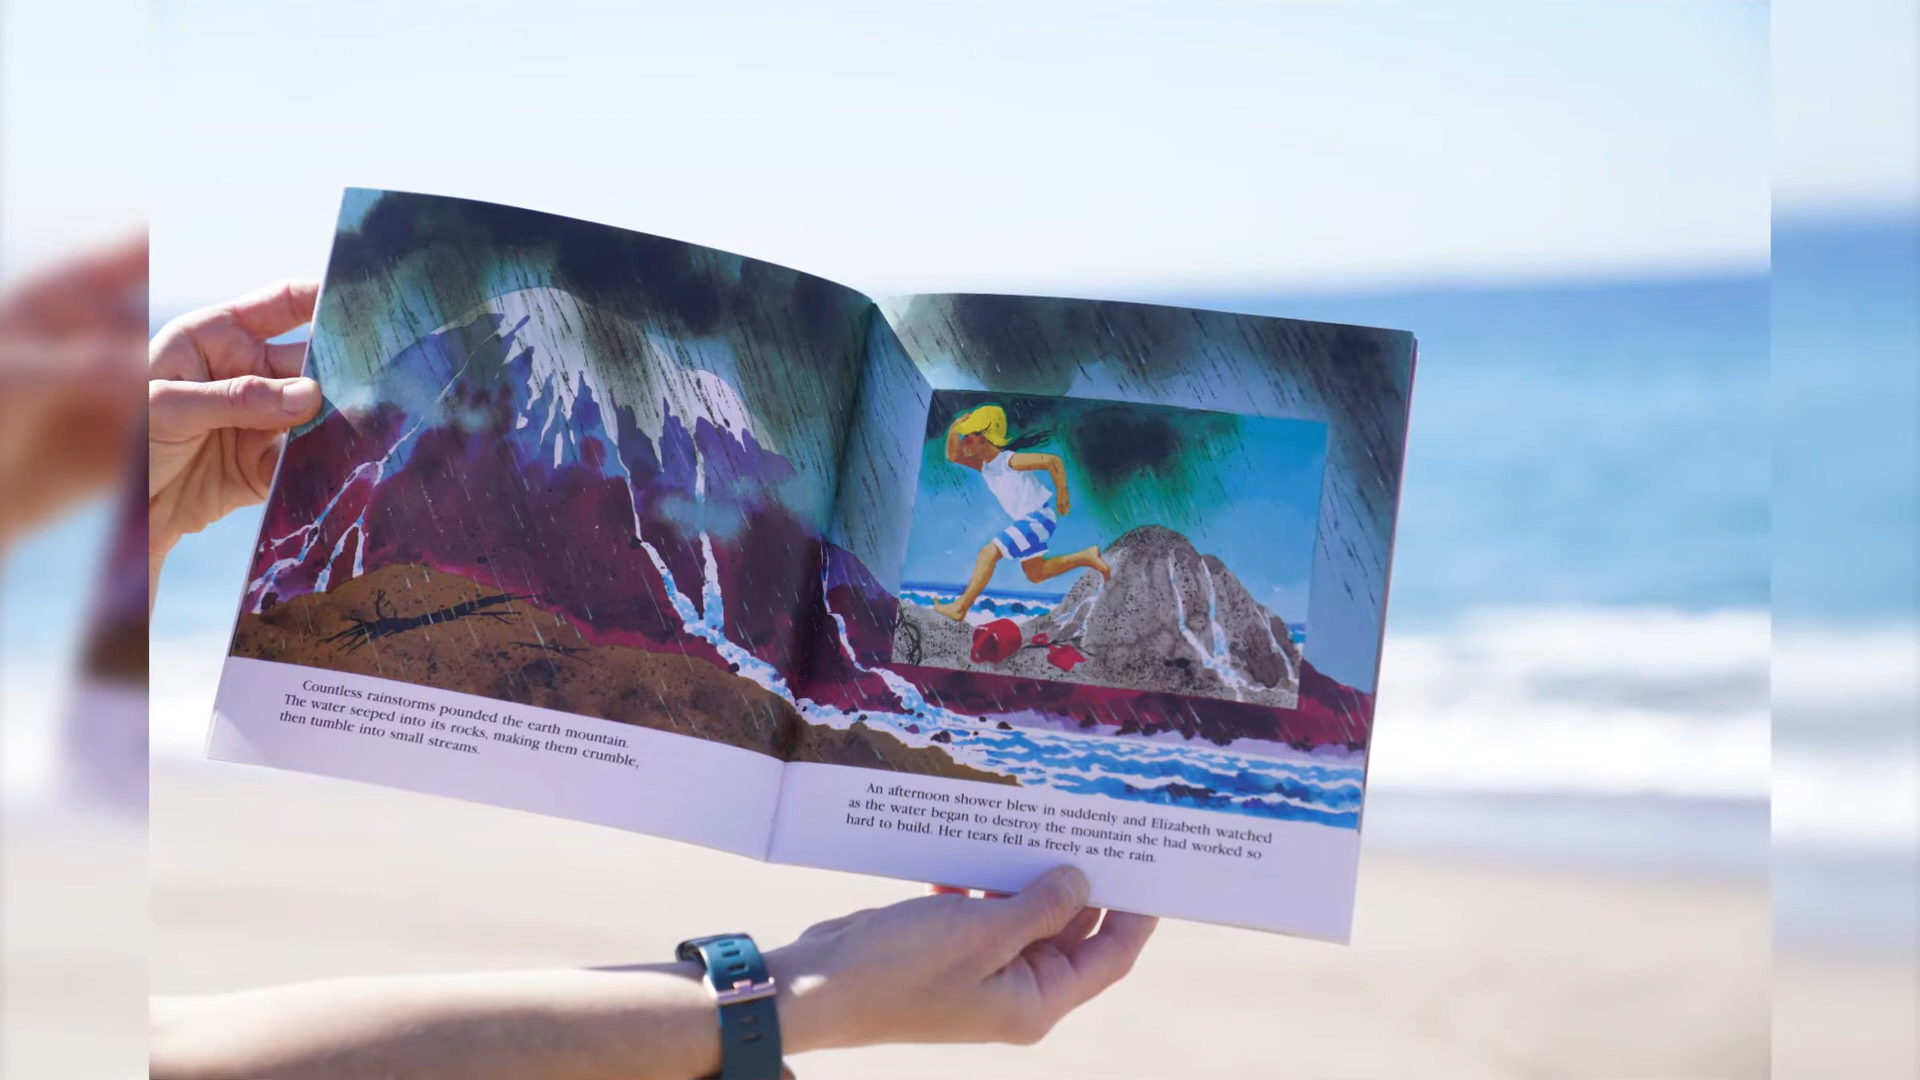 Countless rainstorms pounded the earth mountain.
The water seeped into its rocks, making them crumble,
then tumble into small streams.
An afternoon shower blew in suddenly and Elizabeth watched
as the water began to destroy the mountain she had worked so
hard to build. Her tears fell as freely as the rain.